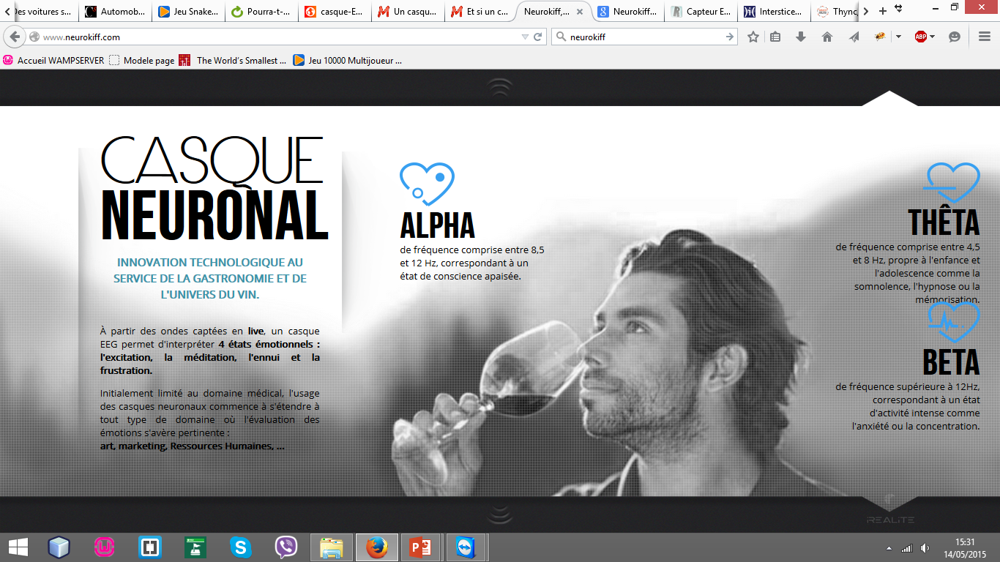 Des voitures s...
Automob...
Jeu Snake...
Pourra-t-...
casque-E...
Un casqu...
Et si un c...
Neurokiff,...
Neurokiff...
Capteur E...
Interstice...
Thync
www.neurokiff.com
neurokiff
ABP
Accueil WAMPSERVER
Modele page
The World's Smallest ...
Jeu 10000 Multijoueur ...
CASQUE
NEURONAL
INNOVATION TECHNOLOGIQUE AU
SERVICE DE LA GASTRONOMIE ET DE
L'UNIVERS DU VIN.
À partir des ondes captées en live, un casque
EEG permet d'interpréter 4 états émotionnels :
l'excitation, la méditation, l'ennui et la
frustration.
Initialement limité au domaine médical, l'usage
des casques neuronaux commence à s'étendre à
tout type de domaine où l'évaluation des
émotions s'avère pertinente :
art, marketing, Ressources Humaines, ...
ALPHA
de fréquence comprise entre 8,5
et 12 Hz, correspondant à un
état de conscience apaisée.
THÊTA
de fréquence comprise entre 4,5
et 8 Hz, propre à l'enfance et
l'adolescence comme la
somnolence, l'hypnose ou la
mémorisation.
BETA
de fréquence supérieure à 12Hz,
correspondant à un état
d'activité intense comme
l'anxiété ou la concentration.
iREALiTE
15:31
14/05/2015